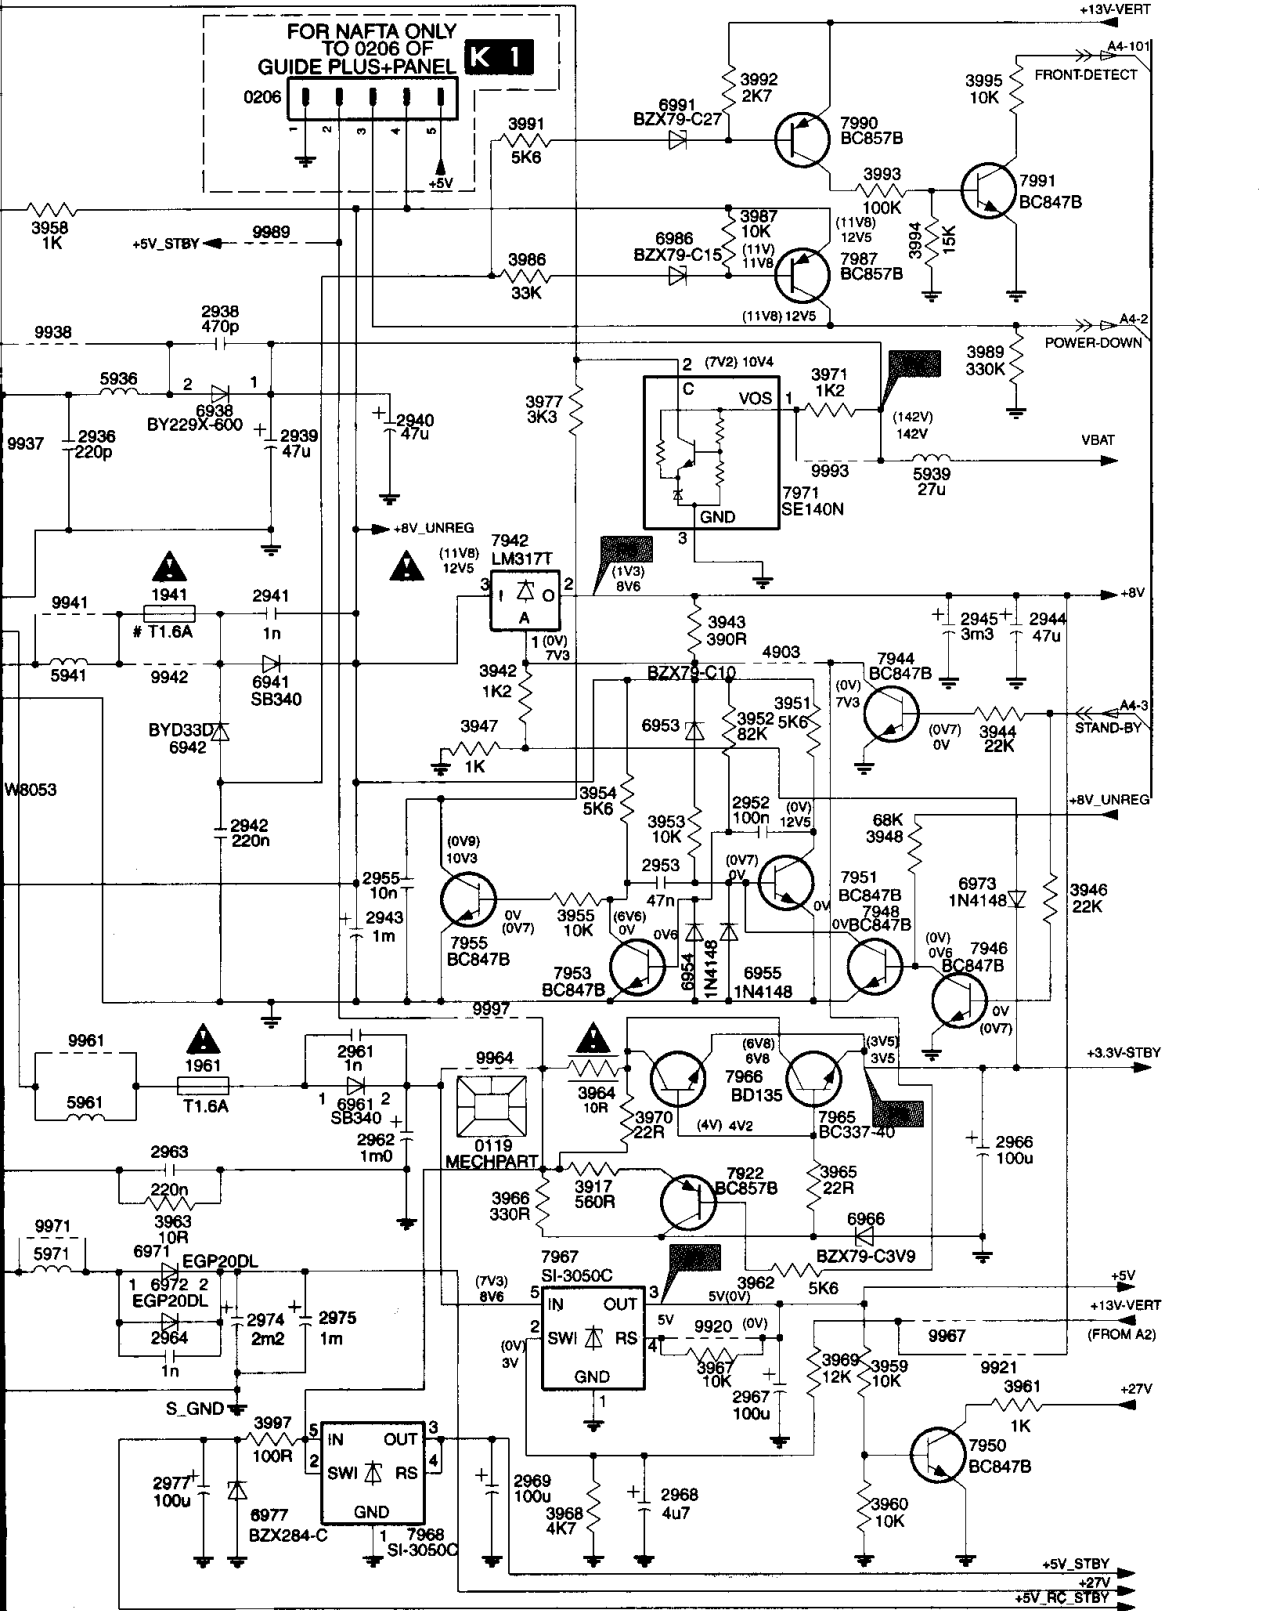 +13V-VERT
FOR NAFTA ONLY
TO 0206 OF
GUIDE PLUS+PANEL
K 1
0206
1
2
3
4
5
+5V
A4-101
FRONT-DETECT
3992
2K7
3995
10K
6991
BZX79-C27
3991
5K6
7990
BC857B
3993
100K
7991
BC847B
3994
15K
3958
1K
+5V_STBY
9989
3987
10K
(11V)
11V8
(11V8)
12V5
6986
BZX79-C15
7987
BC857B
3986
33K
(11V8) 12V5
A4-2
POWER-DOWN
3989
330K
9938
2938
470p
5936
2
1
6938
BY229X-600
9937
2936
220p
2939
47u
2940
47u
3977
3K3
2
(7V2) 10V4
C
VOS
1
3971
1K2
(142V)
142V
VBAT
9993
5939
27u
7971
SE140N
GND
3
+8V_UNREG
(11V8)
12V5
7942
LM317T
3
I
O
2
A
1
(0V)
7V3
(1V3)
8V6
+8V
9941
1941
# T1.6A
2941
1n
5941
9942
6941
SB340
3943
390R
2945
3m3
2944
47u
4903
BZX79-C10
3942
1K2
3947
1K
7944
BC847B
(0V)
7V3
(0V7)
0V
3944
22K
A4-3
STAND-BY
BYD33D
6942
6953
3952
82K
3951
5K6
W8053
2942
220n
3954
5K6
3953
10K
2952
100n
(0V)
12V5
68K
3948
+8V_UNREG
(0V9)
10V3
2955
10n
2943
1m
2953
47n
(0V7)
0V
7951
BC847B
0V
6973
1N4148
3946
22K
3955
10K
0V
(0V7)
7955
BC847B
(6V6)
0V
0V6
7953
BC847B
6954
1N4148
6955
1N4148
7948
BC847B
0V
(0V)
0V6
7946
BC847B
0V
(0V7)
9997
9961
1961
T1.6A
5961
2961
1n
1
2
6961
SB340
2962
1m0
9964
0119
MECHPART
3964
10R
3970
22R
(6V8)
6V8
7966
BD135
(4V) 4V2
(3V5)
3V5
7965
BC337-40
+3.3V-STBY
2966
100u
2963
220n
3963
10R
3966
330R
3917
560R
7922
BC857B
3965
22R
6966
BZX79-C3V9
9971
5971
6971
EGP20DL
1
6972
2
EGP20DL
2964
1n
2974
2m2
2975
1m
(7V3)
8V6
7967
SI-3050C
5
IN
OUT
3
2
SWI
RS
4
GND
1
(0V)
3V
5V(0V)
5V
3962
5K6
9920
(0V)
3967
10K
2967
100u
3969
12K
3959
10K
+5V
+13V-VERT
(FROM A2)
9967
9921
3961
1K
+27V
S_GND
3997
100R
5
IN
OUT
3
2
SWI
RS
4
GND
1
7968
SI-3050C
2977
100u
6977
BZX284-C
2969
100u
3968
4K7
2968
4u7
7950
BC847B
3960
10K
+5V_STBY
+27V
+5V_RC_STBY